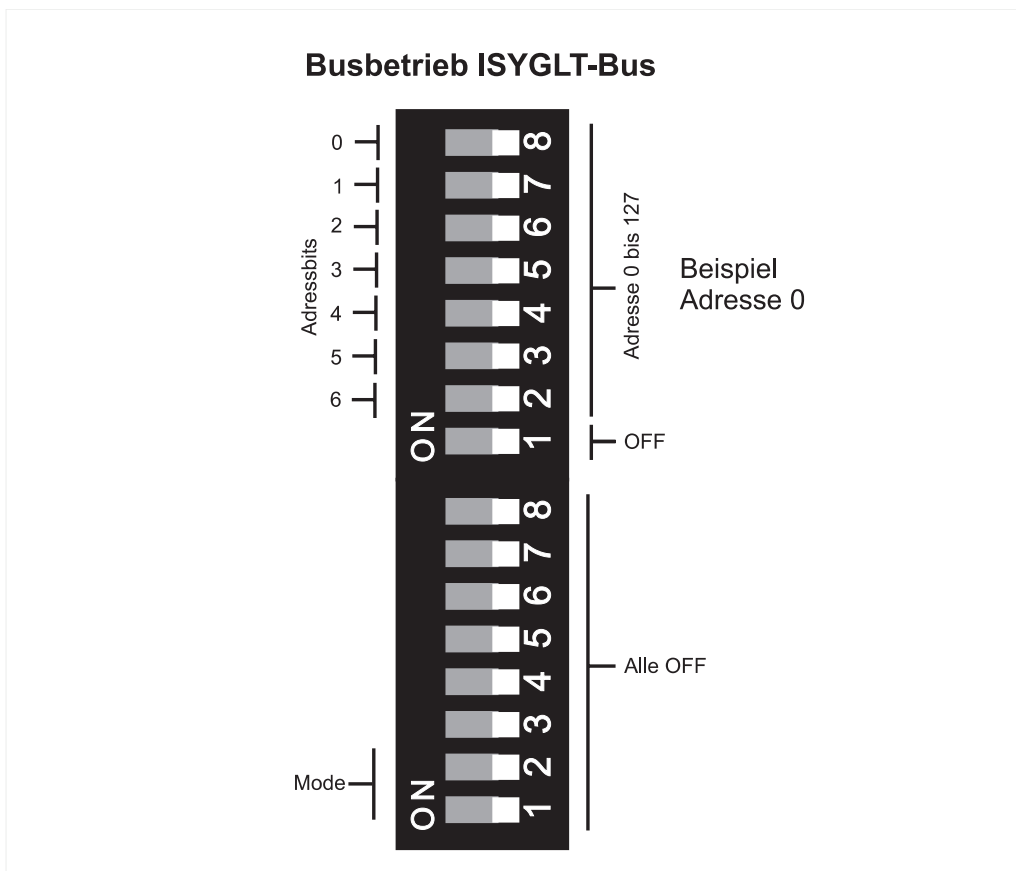 Busbetrieb ISYGLT-Bus
0
8
1
7
2
6
3
5
4
4
5
3
6
2
1
ON
Adressbits
Adresse 0 bis 127
Beispiel
Adresse 0
OFF
8
7
6
5
4
3
2
1
ON
Alle OFF
Mode